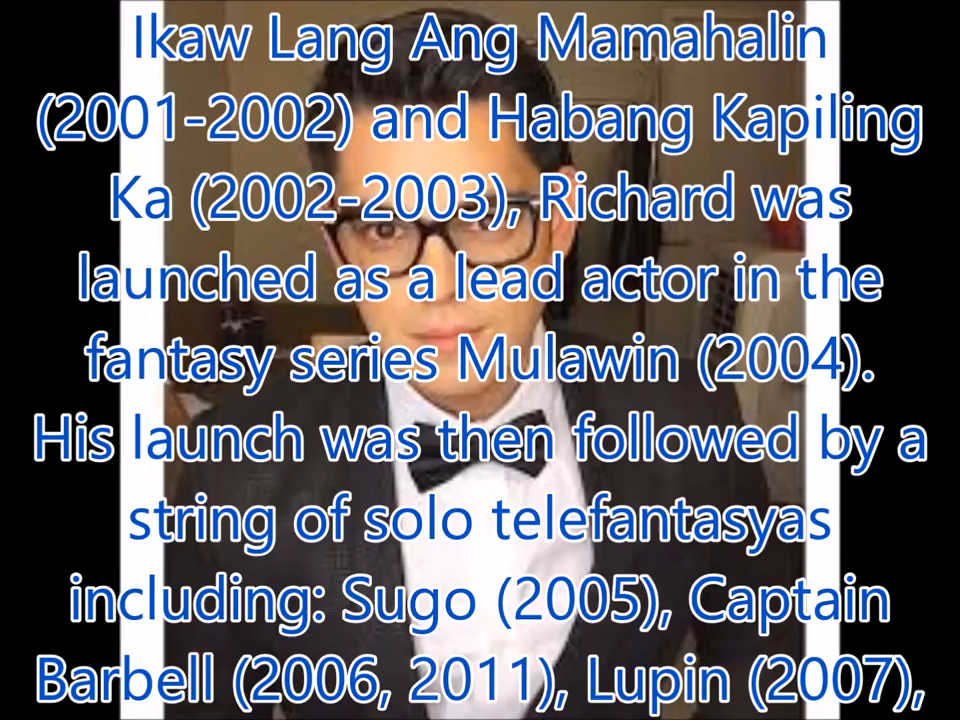 Ikaw Lang Ang Mamahalin
(2001-2002) and Habang Kapiling
Ka (2002-2003), Richard was
launched as a lead actor in the
fantasy series Mulawin (2004).
His launch was then followed by a
string of solo telefantasyas
including: Sugo (2005), Captain
Barbell (2006, 2011), Lupin (2007),